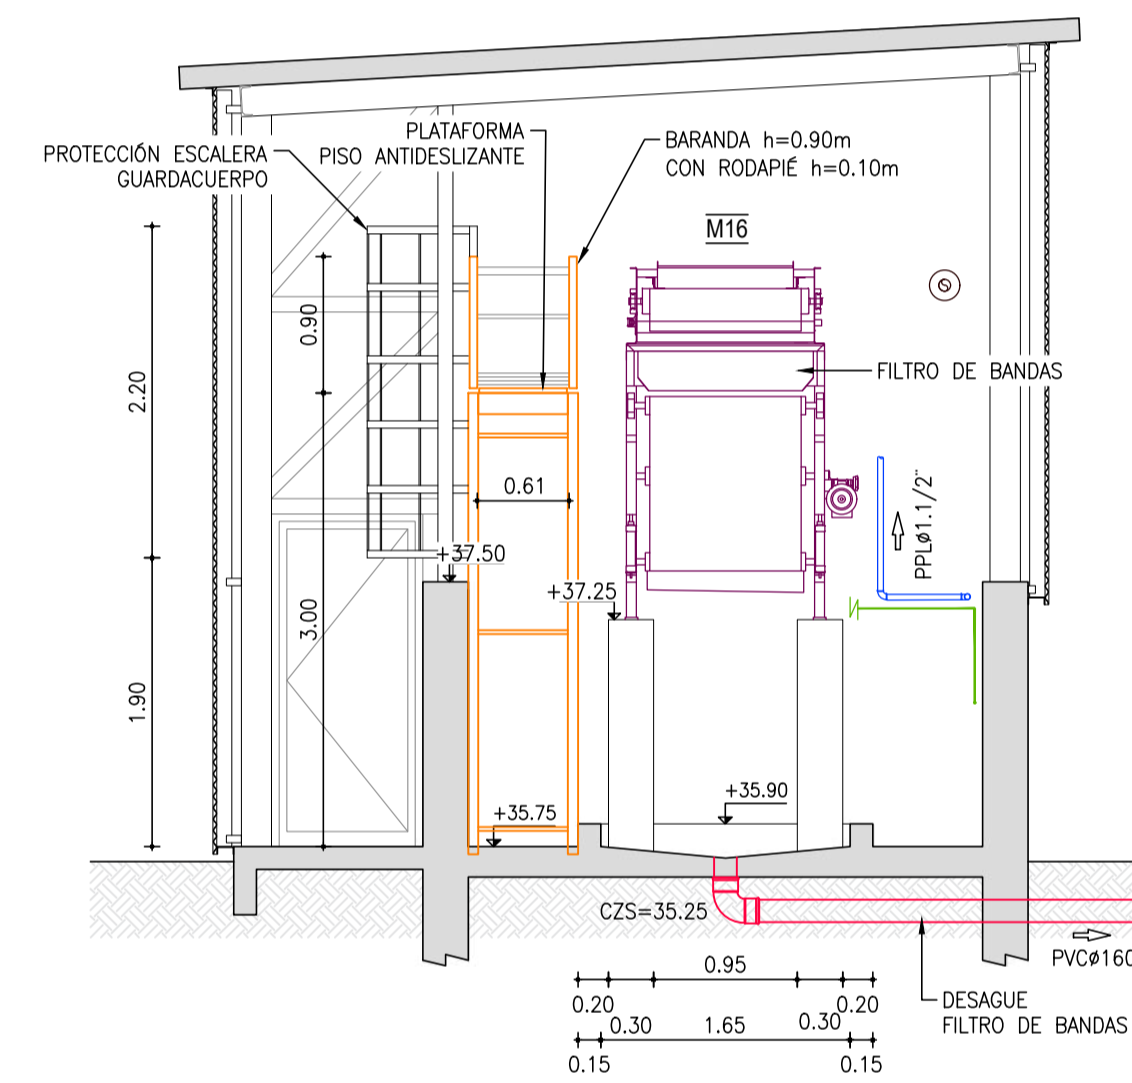 PLATAFORMA
PISO ANTIDESLIZANTE
BARANDA h=0.90m
CON RODAPIÉ h=0.10m
PROTECCIÓN ESCALERA
GUARDACUERPO
M16
FILTRO DE BANDAS
0.90
2.20
0.61
PPLø1.1/2"
+37.50
+37.25
3.00
1.90
+35.90
+35.75
CZS=35.25
PVCø160
0.95
0.20
0.20
0.30
1.65
0.30
0.15
0.15
DESAGUE
FILTRO DE BANDAS